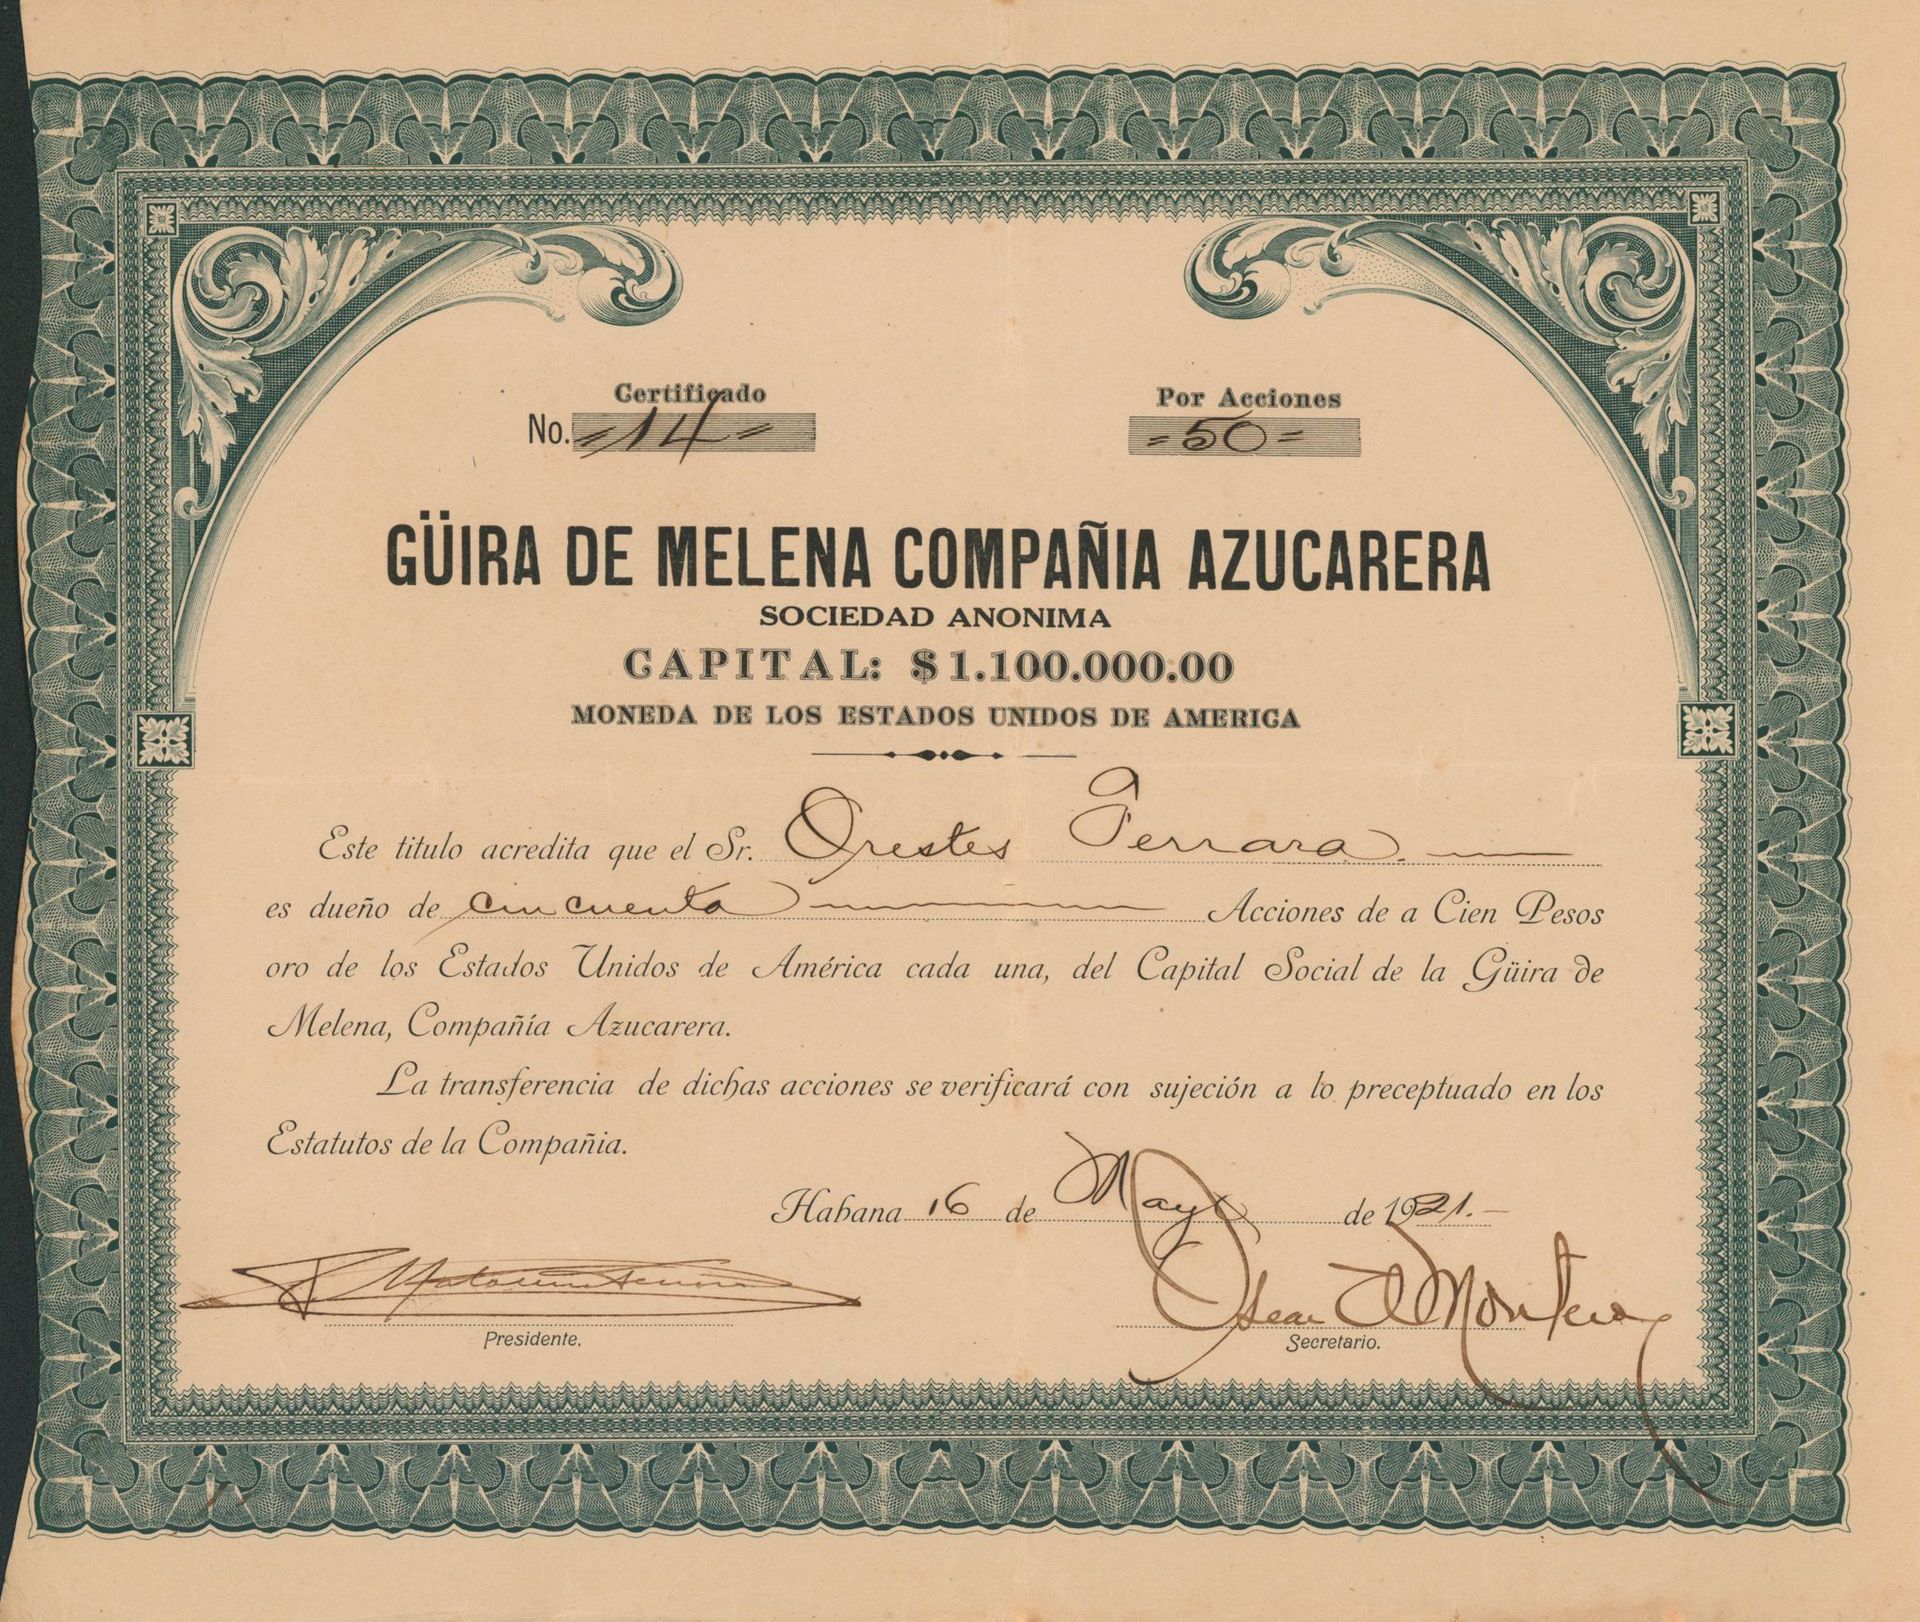 Certificado
No. =14=
Por Acciones
=50=
GÜIRA DE MELENA COMPAÑIA AZUCARERA
SOCIEDAD ANONIMA
CAPITAL: $1.100.000.00
MONEDA DE LOS ESTADOS UNIDOS DE AMERICA
Este titulo acredita que el Sr. Orestes Ferrara.
es dueño de cincuenta Acciones de a Cien Pesos
oro de los Estados Unidos de América cada una, del Capital Social de la Güira de
Melena, Compañía Azucarera.
La transferencia de dichas acciones se verificará con sujeción a lo preceptuado en los
Estatutos de la Compañia.
Habana 16 de Mayo de 1921.-
Oscar Montero
Presidente.
Secretario.